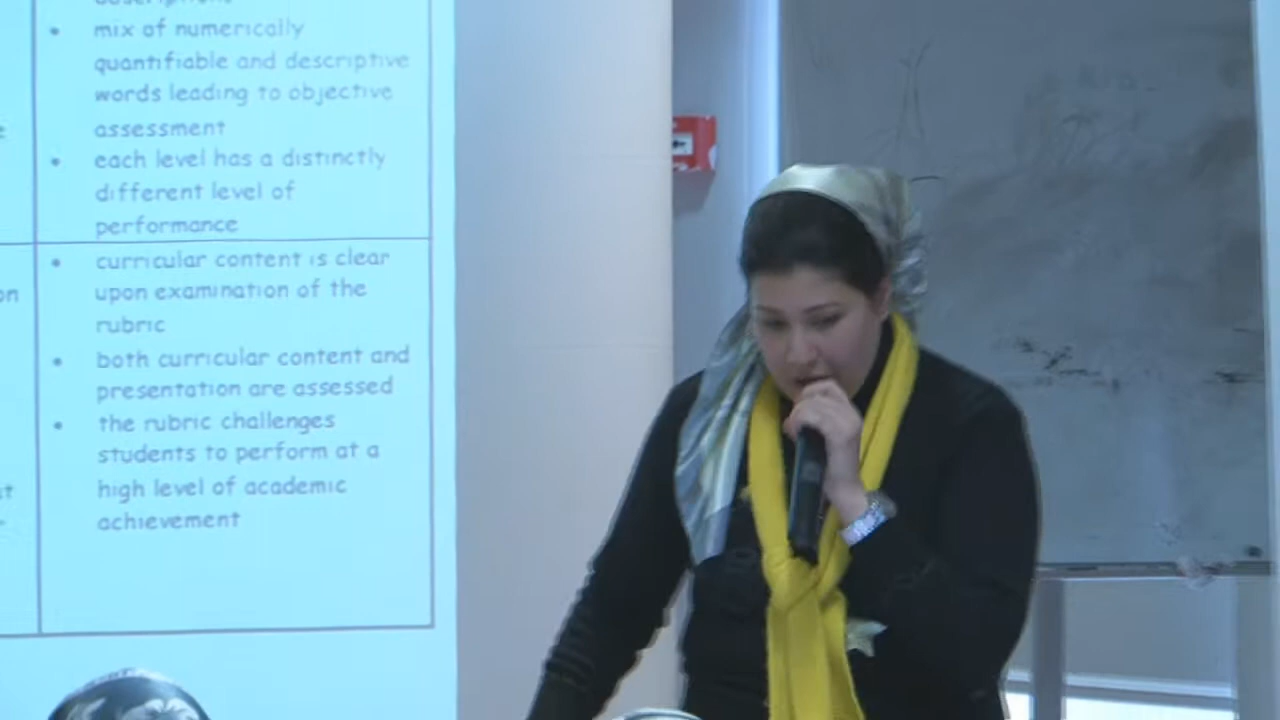 mix of numerically
quantifiable and descriptive
words leading to objective
assessment
each level has a distinctly
different level of
performance
curricular content is clear
upon examination of the
rubric
both curricular content and
presentation are assessed
the rubric challenges
students to perform at a
high level of academic
achievement